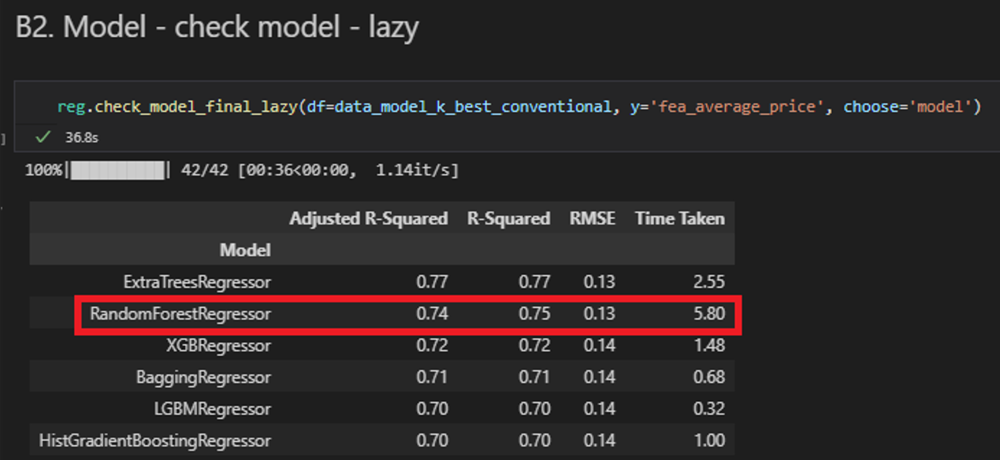 B2. Model - check model - lazy
reg.check_model_final_lazy(df=data_model_k_best_conventional, y='fea_average_price', choose='model')
] ✓ 36.8s
100%|██████████| 42/42 [00:36<00:00, 1.14it/s]
Adjusted R-Squared R-Squared RMSE Time Taken
Model
ExtraTreesRegressor 0.77 0.77 0.13 2.55
RandomForestRegressor 0.74 0.75 0.13 5.80
XGBRegressor 0.72 0.72 0.14 1.48
BaggingRegressor 0.71 0.71 0.14 0.68
LGBMRegressor 0.70 0.70 0.14 0.32
HistGradientBoostingRegressor 0.70 0.70 0.14 1.00